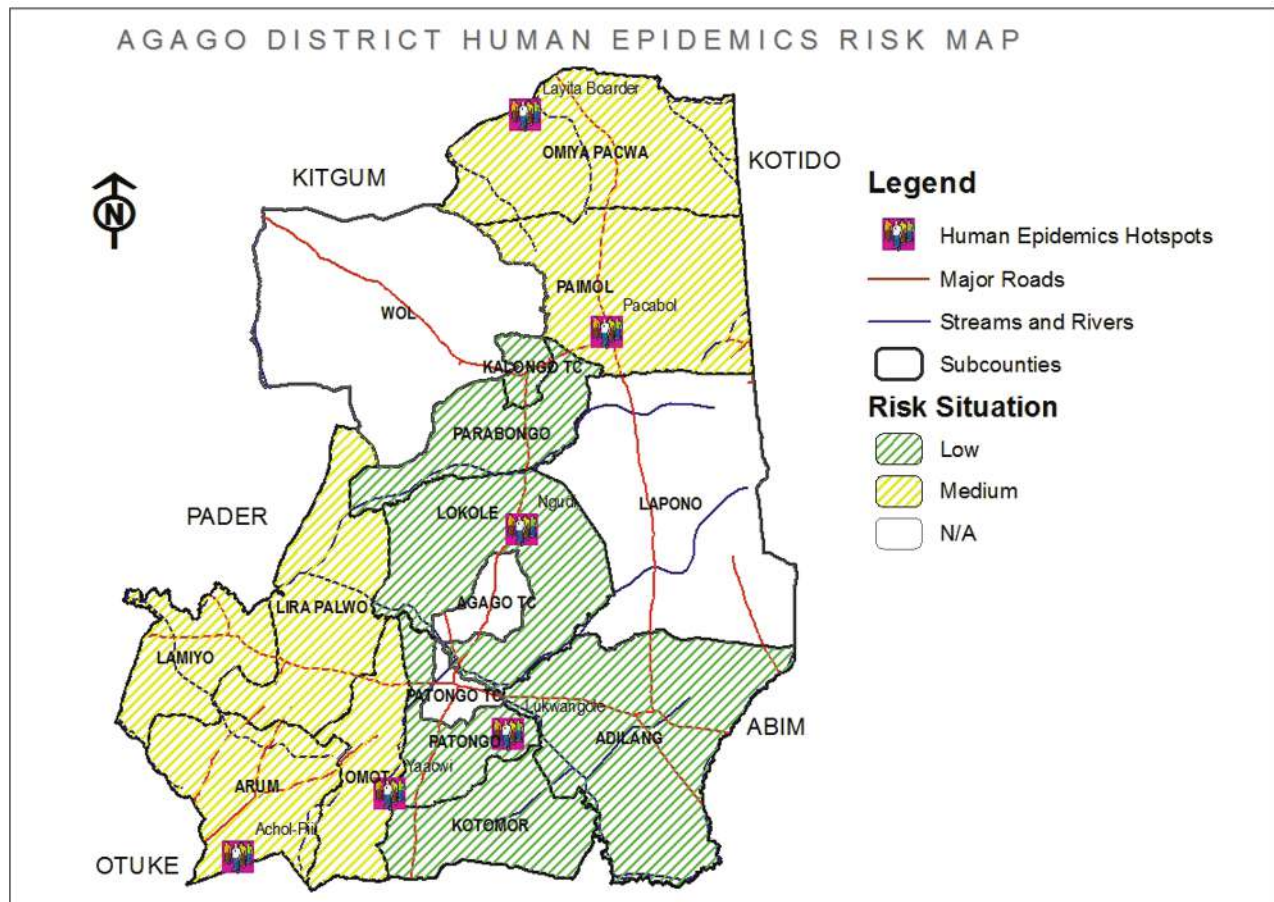 AGAGO DISTRICT HUMAN EPIDEMICS RISK MAP
Layita Boarder
OMIYA PACWA
KOTIDO
KITGUM
N
Legend
Human Epidemics Hotspots
Major Roads
Streams and Rivers
Subcounties
Risk Situation
Low
Medium
N/A
PAIMOL
Pacabol
WOL
KALONGO TC
PARABONGO
PADER
LOKOLE
Ngudi
LAPONO
AGAGO TC
LIRA PALWO
LAMIYO
PATONGO TC
Lukwangole
PATONGO
ADILANG
ABIM
Yaacwi
OMOT
ARUM
KOTOMOR
Achol-Pii
OTUKE